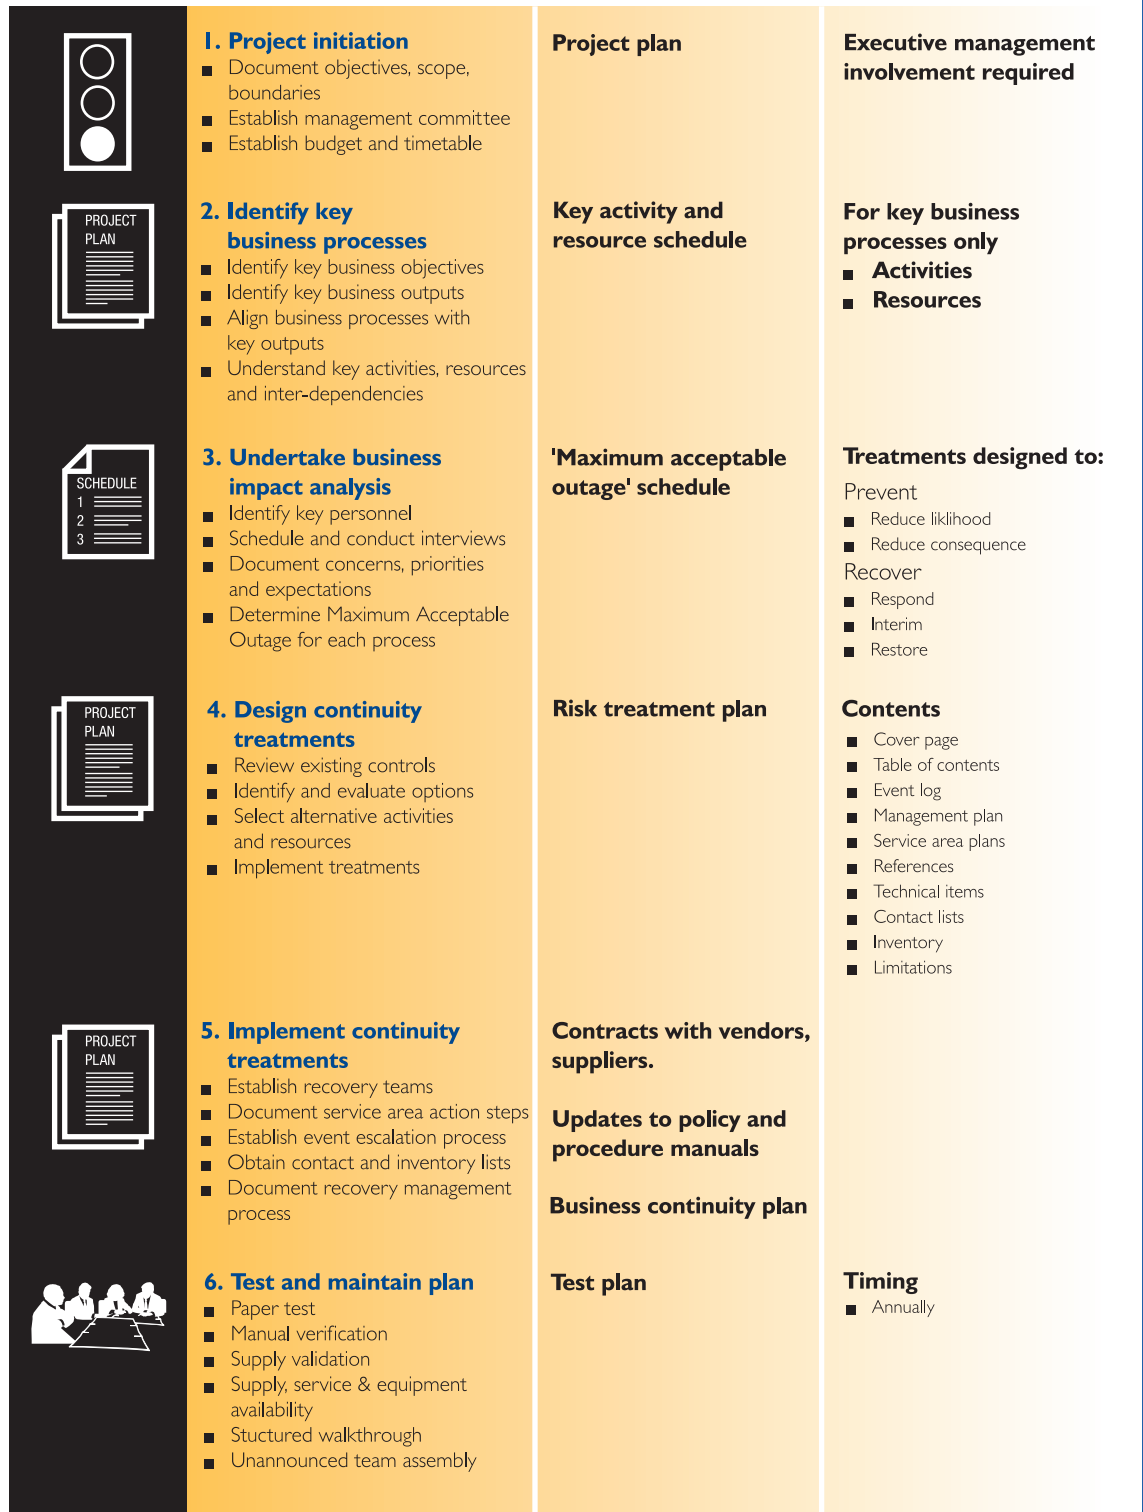 1. Project initiation
■ Document objectives, scope,
boundaries
■ Establish management committee
■ Establish budget and timetable
Project plan
Executive management
involvement required
PROJECT
PLAN
2. Identify key
business processes
■ Identify key business objectives
■ Identify key business outputs
■ Align business processes with
key outputs
■ Understand key activities, resources
and inter-dependencies
Key activity and
resource schedule
For key business
processes only
■ Activities
■ Resources
SCHEDULE
1
2
3
3. Undertake business
impact analysis
■ Identify key personnel
■ Schedule and conduct interviews
■ Document concerns, priorities
and expectations
■ Determine Maximum Acceptable
Outage for each process
'Maximum acceptable
outage' schedule
Treatments designed to:
Prevent
■ Reduce liklihood
■ Reduce consequence
Recover
■ Respond
■ Interim
■ Restore
PROJECT
PLAN
4. Design continuity
treatments
■ Review existing controls
■ Identify and evaluate options
■ Select alternative activities
and resources
■ Implement treatments
Risk treatment plan
Contents
■ Cover page
■ Table of contents
■ Event log
■ Management plan
■ Service area plans
■ References
■ Technical items
■ Contact lists
■ Inventory
■ Limitations
PROJECT
PLAN
5. Implement continuity
treatments
■ Establish recovery teams
■ Document service area action steps
■ Establish event escalation process
■ Obtain contact and inventory lists
■ Document recovery management
process
Contracts with vendors,
suppliers.
Updates to policy and
procedure manuals
Business continuity plan
6. Test and maintain plan
■ Paper test
■ Manual verification
■ Supply validation
■ Supply, service & equipment
availability
■ Stuctured walkthrough
■ Unannounced team assembly
Test plan
Timing
■ Annually